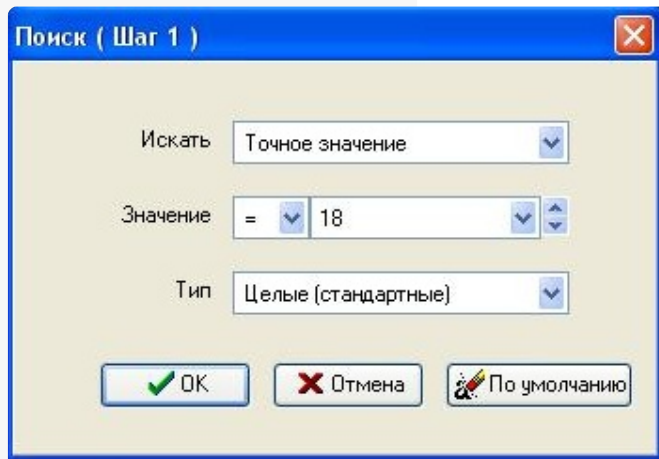 Поиск ( Шаг 1 )
Искать Точное значение
Значение = 18
Тип Целые (стандартные)
OK Отмена По умолчанию